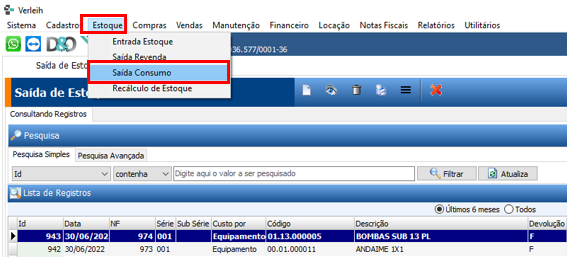 Verleih
Sistema Cadastro Estoque Compras Vendas Manutenção Financeiro Locação Notas Fiscais Relatórios Utilitários
Entrada Estoque
D&O 36.577/0001-36
Saída Revenda
Saída de Esto
Saída Consumo
Recálculo de Estoque
Saída de Esto
Consultando Registros
Pesquisa
Pesquisa Simples Pesquisa Avançada
Id contenha Digite aqui o valor a ser pesquisado Filtrar Atualiza
Lista de Registros
Últimos 6 meses Todos
Id Data NF Série Sub Série Custo por Código Descrição Devolução
943 30/06/202 974 001 Equipamento 01.13.000005 BOMBAS SUB 13 PL F
942 30/06/2022 973 001 Equipamento 00.01.000011 ANDAIME 1X1 F